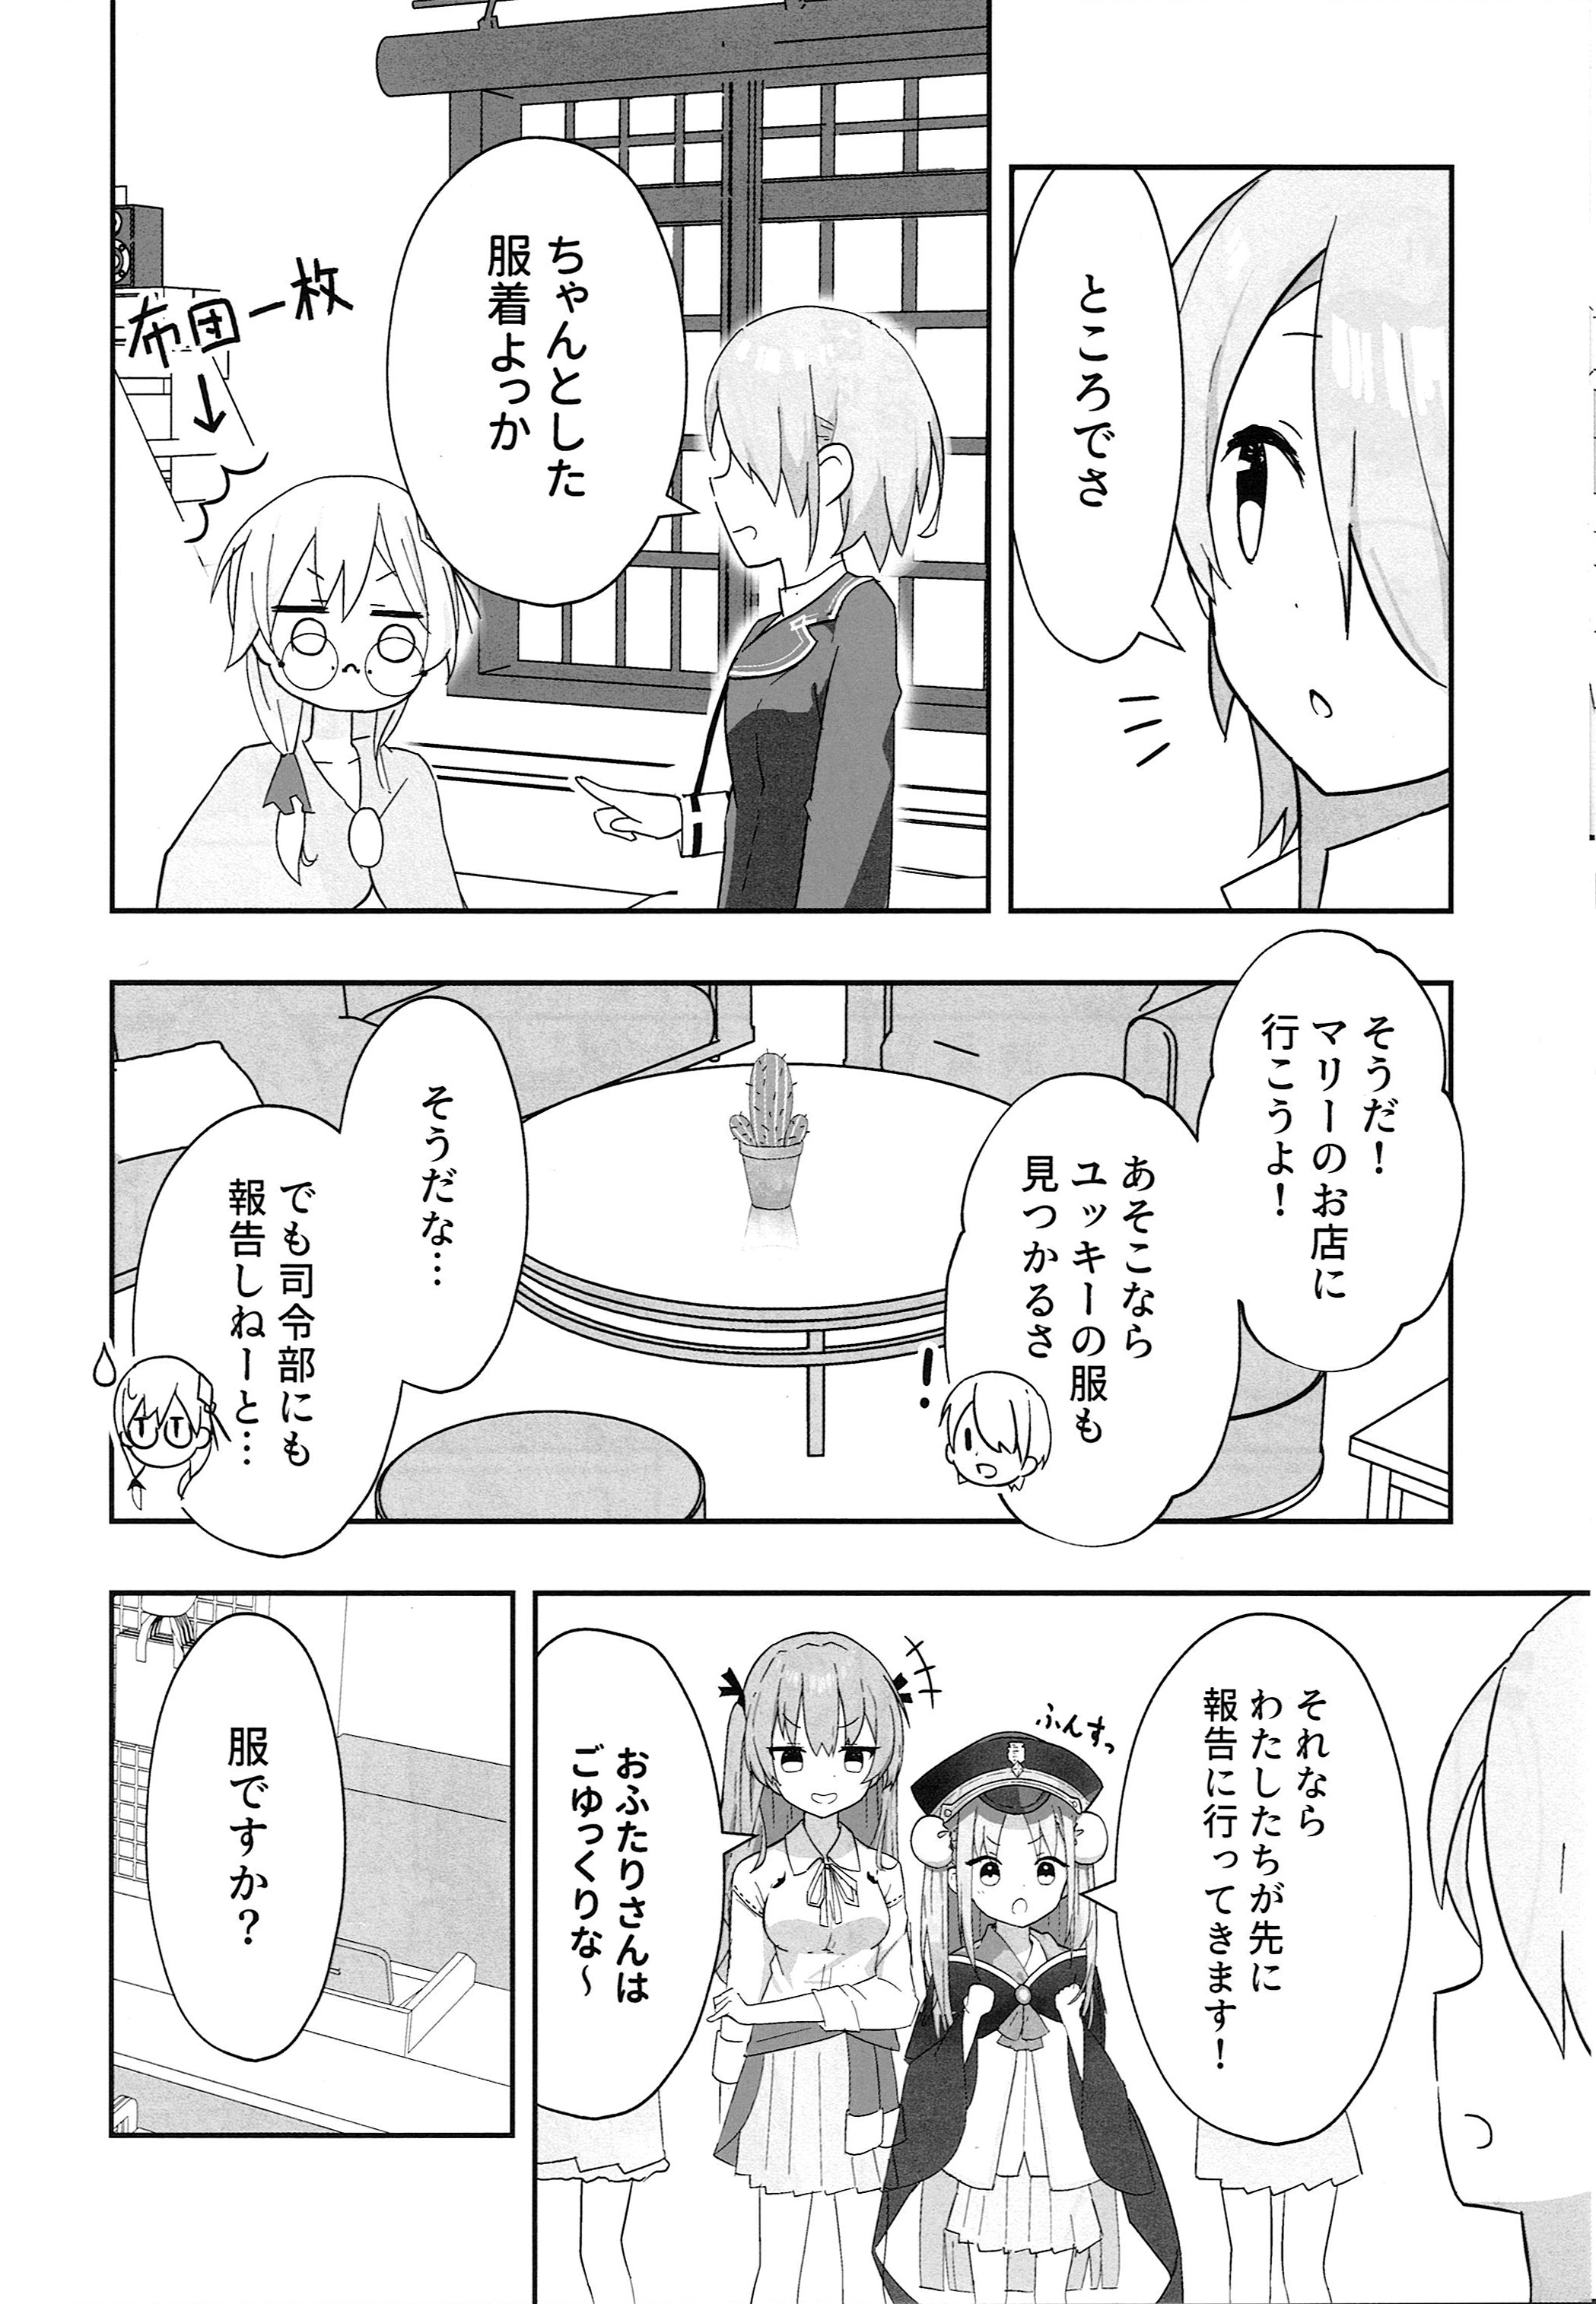 ところでさ
ちゃんとした
服着よっか
布団一枚
そうだ！
マリーのお店に
行こうよ！
あそこなら
ユッキーの服も
見つかるさ
そうだな…
でも司令部にも
報告しねーと…
それなら
わたしたちが先に
報告に行ってきます！
ふんすっ
おふたりさんは
ごゆっくりな～
服ですか？